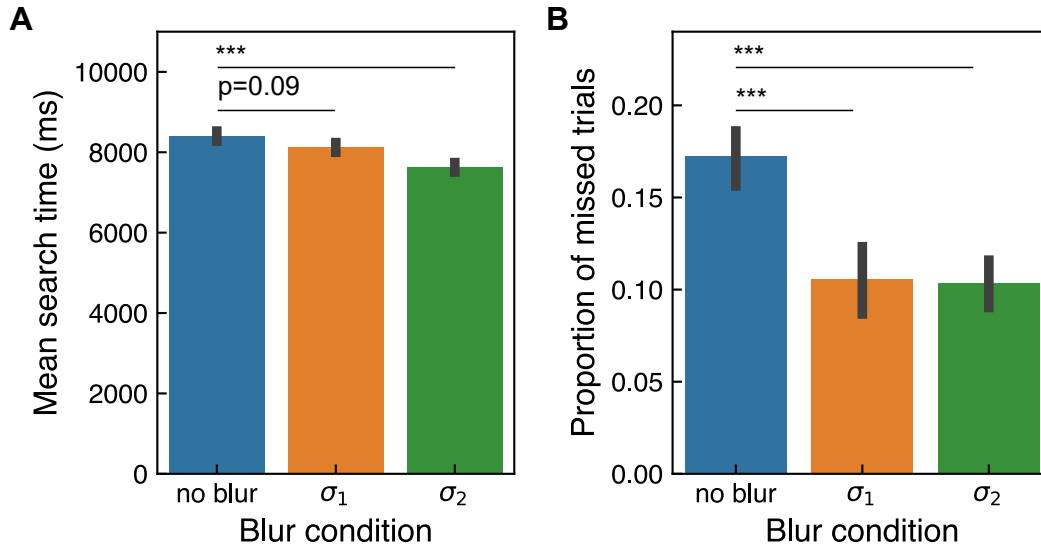 A
Mean search time (ms)
10000
8000
6000
4000
2000
0
***
p=0.09
no blur
σ1
σ2
Blur condition
B
Proportion of missed trials
0.20
0.15
0.10
0.05
0.00
***
***
no blur
σ1
σ2
Blur condition